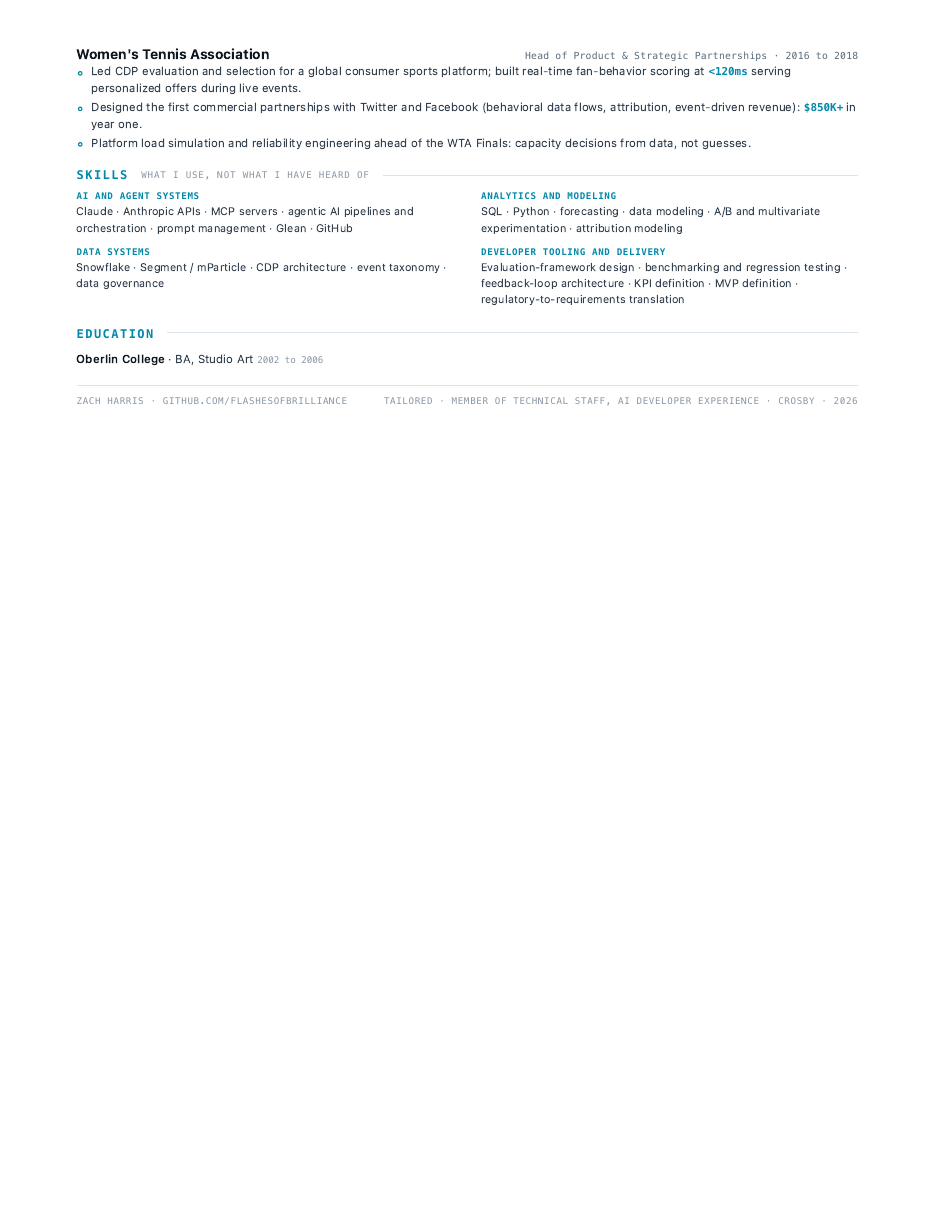 Women's Tennis Association Head of Product & Strategic Partnerships · 2016 to 2018
Led CDP evaluation and selection for a global consumer sports platform; built real-time fan-behavior scoring at <120ms serving
personalized offers during live events.
Designed the first commercial partnerships with Twitter and Facebook (behavioral data flows, attribution, event-driven revenue): $850K+ in
year one.
Platform load simulation and reliability engineering ahead of the WTA Finals: capacity decisions from data, not guesses.
SKILLS WHAT I USE, NOT WHAT I HAVE HEARD OF
AI AND AGENT SYSTEMS
Claude · Anthropic APIs · MCP servers · agentic AI pipelines and
orchestration · prompt management · Glean · GitHub
ANALYTICS AND MODELING
SQL · Python · forecasting · data modeling · A/B and multivariate
experimentation · attribution modeling
DATA SYSTEMS
Snowflake · Segment / mParticle · CDP architecture · event taxonomy ·
data governance
DEVELOPER TOOLING AND DELIVERY
Evaluation-framework design · benchmarking and regression testing ·
feedback-loop architecture · KPI definition · MVP definition ·
regulatory-to-requirements translation
EDUCATION
Oberlin College · BA, Studio Art 2002 to 2006
ZACH HARRIS · GITHUB.COM/FLASHESOFBRILLIANCE TAILORED · MEMBER OF TECHNICAL STAFF, AI DEVELOPER EXPERIENCE · CROSBY · 2026